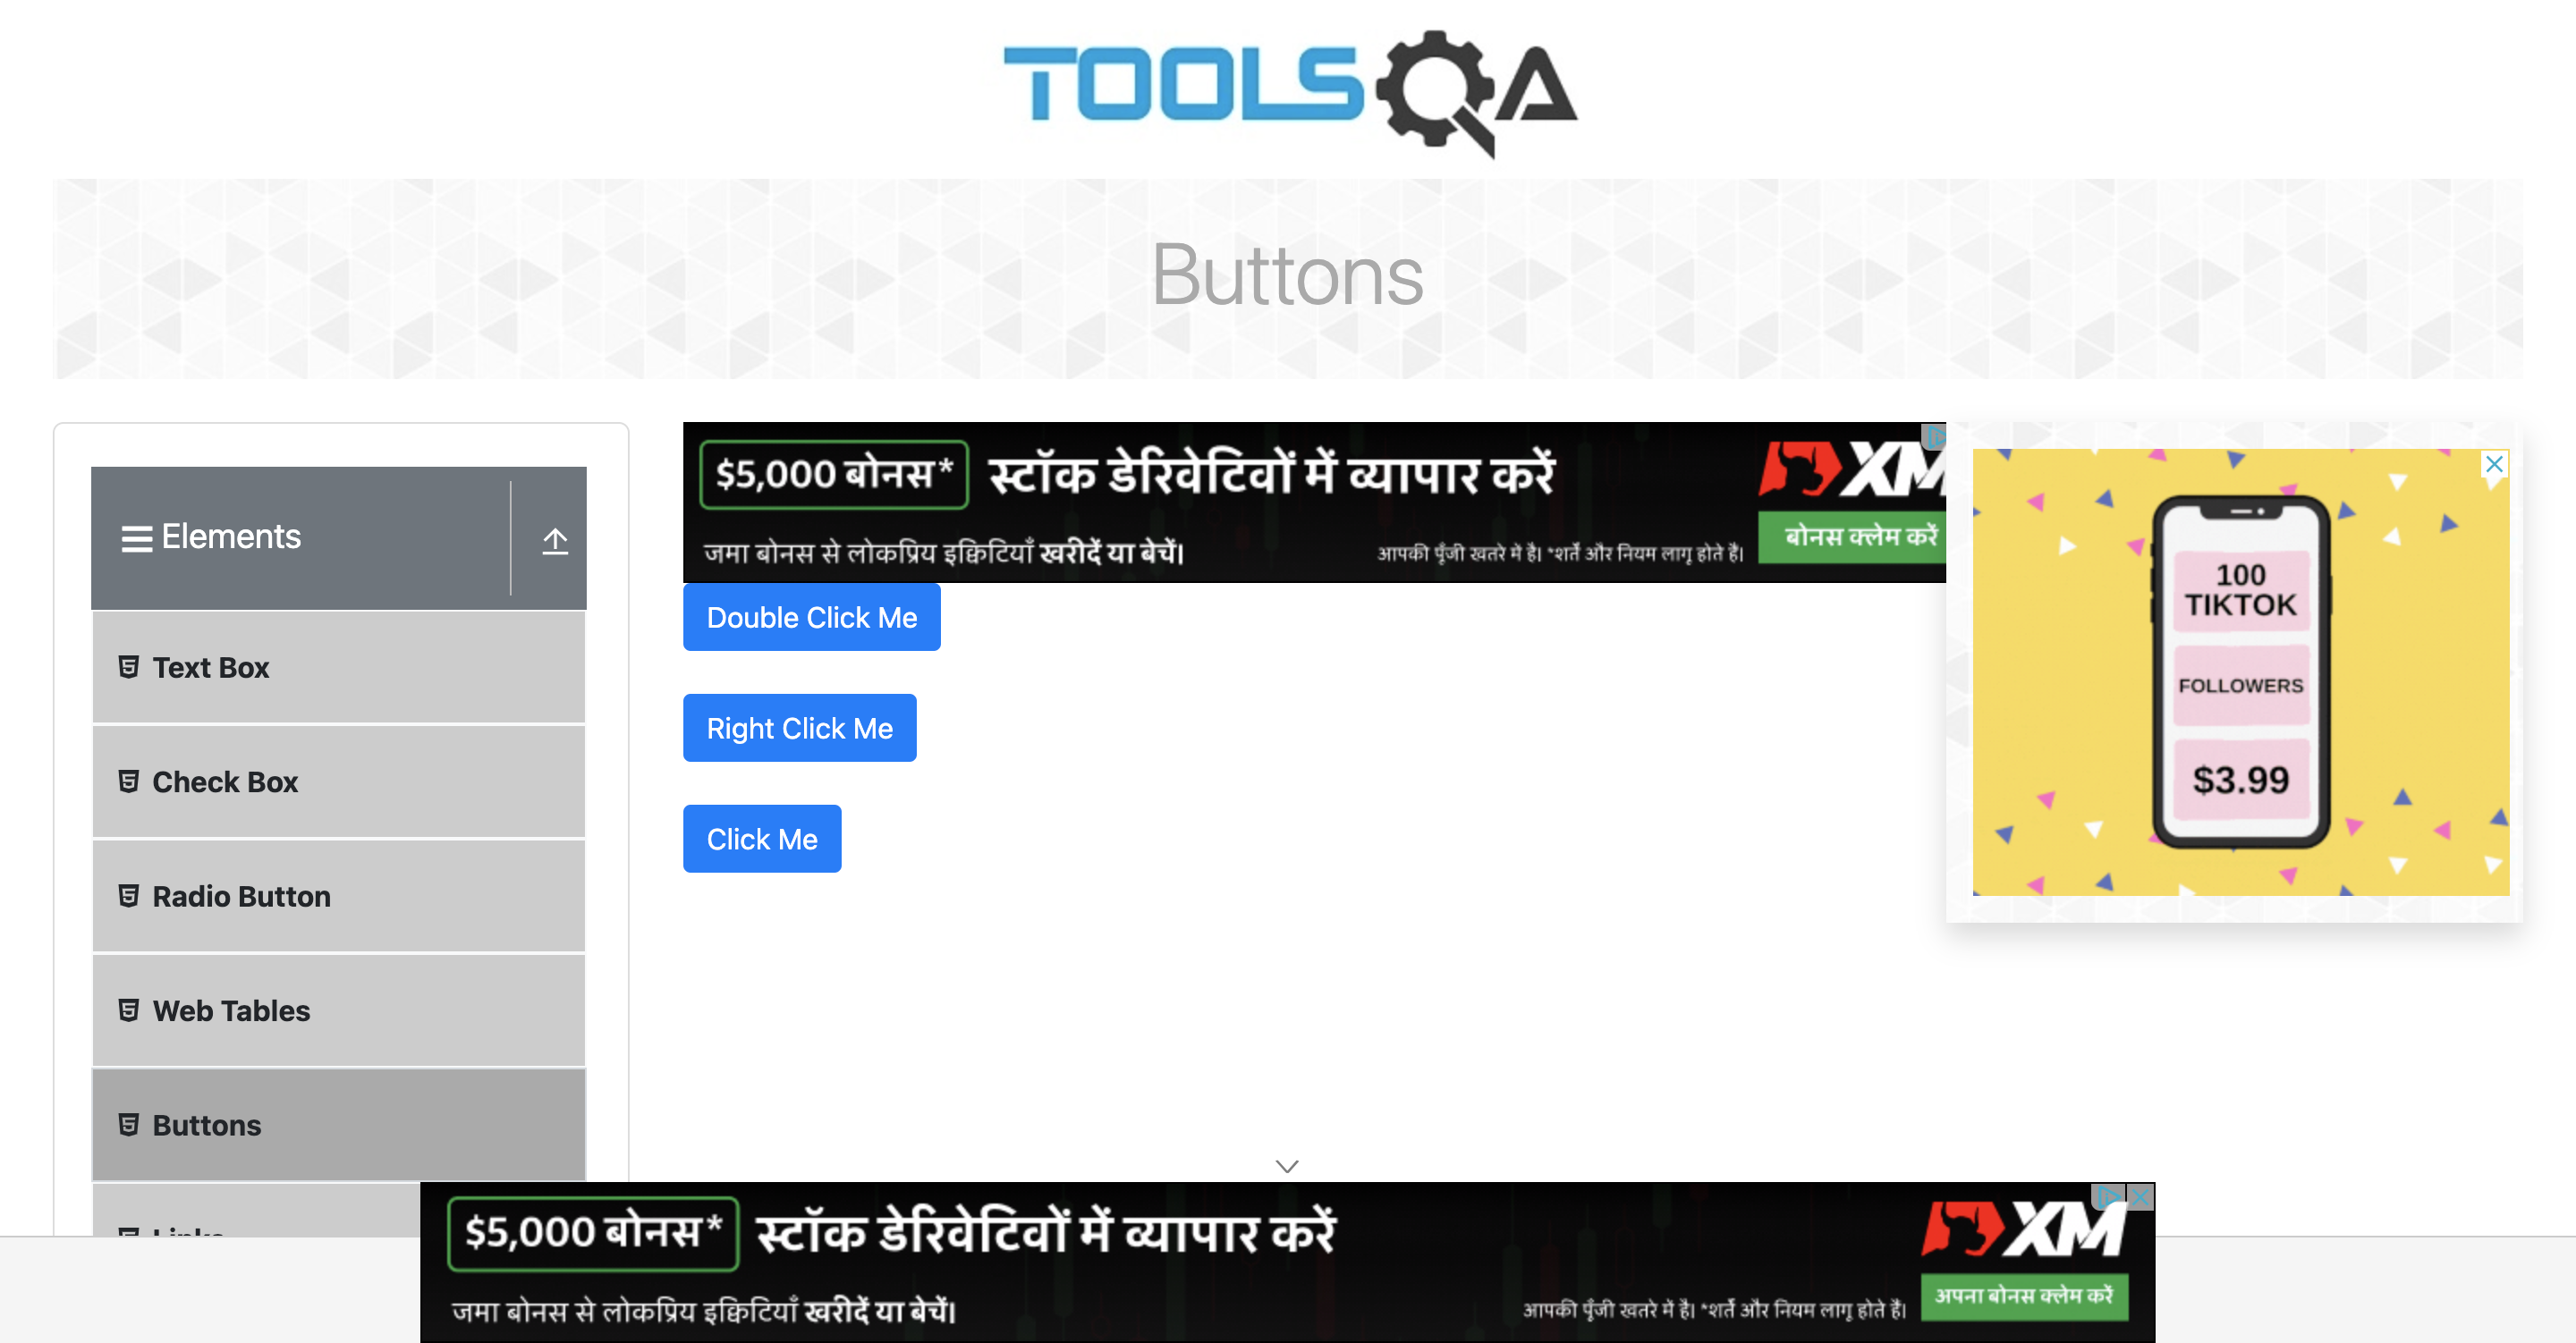 TOOLSQA
Buttons
Elements
Text Box
Check Box
Radio Button
Web Tables
Buttons
$5,000 बोनस* स्टॉक डेरिवेटिवों में व्यापार करें
जमा बोनस से लोकप्रिय इक्विटियाँ खरीदें या बेचें।
आपकी पूँजी खतरे में है। *शर्तें और नियम लागू होते हैं।
XM
बोनस क्लेम करें
Double Click Me
Right Click Me
Click Me
100
TIKTOK
FOLLOWERS
$3.99
$5,000 बोनस* स्टॉक डेरिवेटिवों में व्यापार करें
जमा बोनस से लोकप्रिय इक्विटियाँ खरीदें या बेचें।
आपकी पूँजी खतरे में है। *शर्तें और नियम लागू होते हैं।
XM
अपना बोनस क्लेम करें